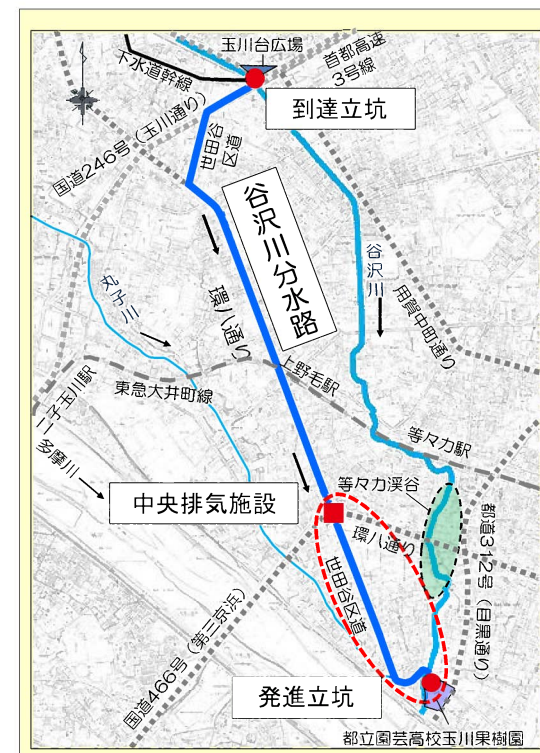 玉川台広場
首都高速
3号線
下水道幹線
到達立坑
国道246号（玉川通り）
世田谷
区道
谷沢川分水路
谷沢川
丸子川
環八通り
用賀中町通り
上野毛駅
東急大井町線
二子玉川駅
等々力駅
多摩川
等々力渓谷
中央排気施設
環八通り
都道312号（目黒通り）
世田谷区道
国道466号（第三京浜）
発進立坑
都立園芸高校玉川果樹園